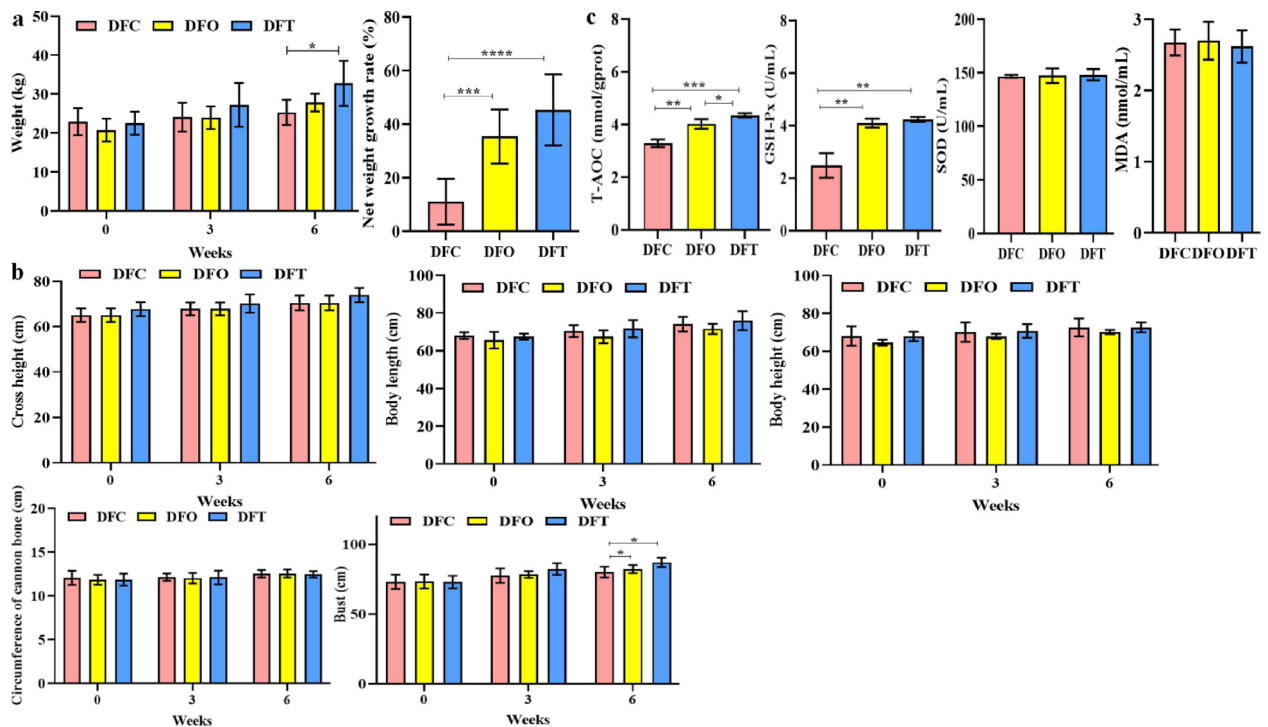 a
DFC DFO DFT
Weight (kg)
50
40
30
20
10
0
*
0 3 6
Weeks
Net weight growth rate (%)
80
60
40
20
0
****
***
DFC DFO DFT
c
T-AOC (mmol/gprot)
8
6
4
2
0
***
** *
DFC DFO DFT
GSH-Px (U/mL)
8
6
4
2
0
**
**
DFC DFO DFT
SOD (U/mL)
200
150
100
50
0
DFC DFO DFT
MDA (nmol/mL)
3
2
1
0
DFC DFO DFT
b
DFC DFO DFT
Cross height (cm)
80
60
40
20
0
0 3 6
Weeks
DFC DFO DFT
Body length (cm)
100
80
60
40
20
0
0 3 6
Weeks
DFC DFO DFT
Body height (cm)
100
80
60
40
20
0
0 3 6
Weeks
DFC DFO DFT
Circumference of cannon bone (cm)
20
15
10
5
0
0 3 6
Weeks
DFC DFO DFT
Bust (cm)
100
50
0
*
*
0 3 6
Weeks